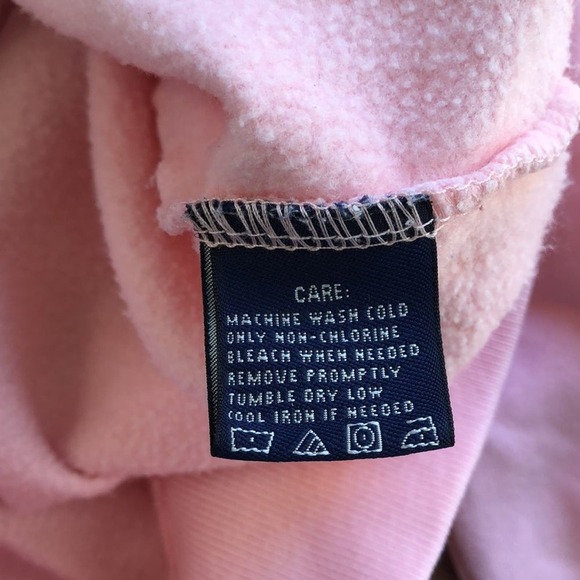 CARE:
MACHINE WASH COLD
ONLY NON-CHLORINE
BLEACH WHEN NEEDED
REMOVE PROMPTLY
TUMBLE DRY LOW
COOL IRON IF NEEDED